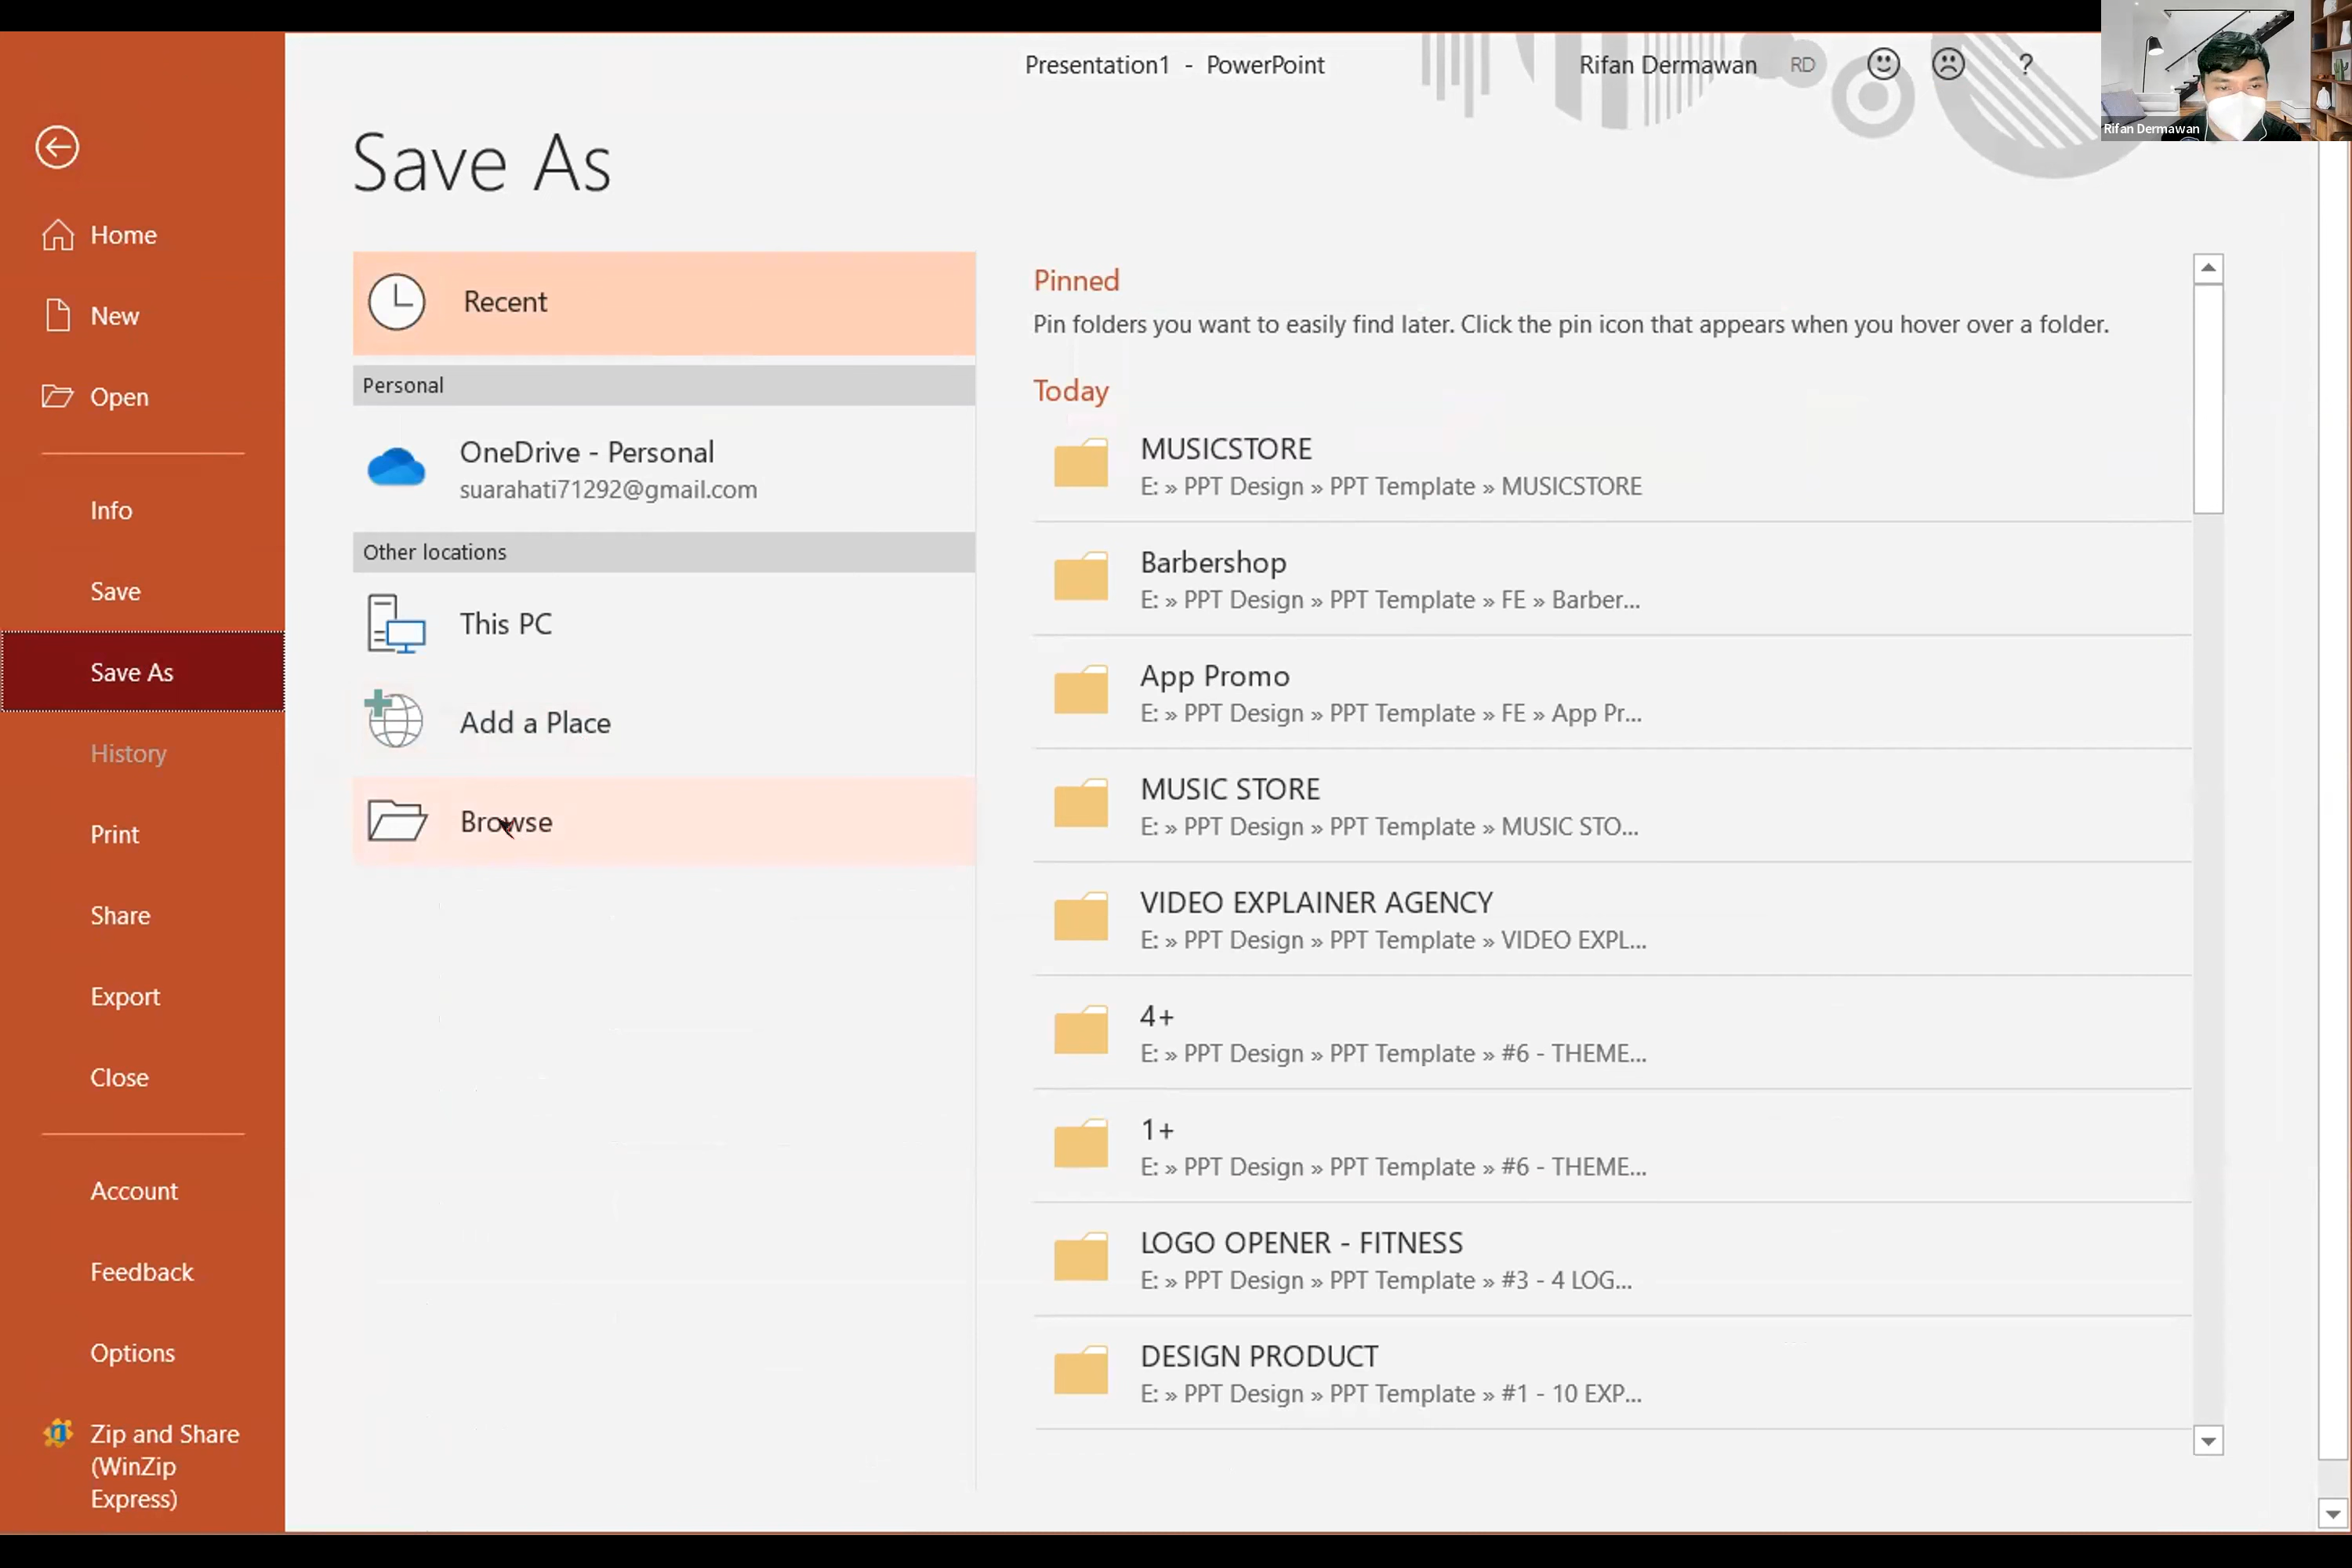 Presentation1 - PowerPoint
Rifan Dermawan RD
?
Rifan Dermawan
Save As
Home
New
Open
Info
Save
Save As
History
Print
Share
Export
Close
Account
Feedback
Options
Zip and Share
(WinZip
Express)
Recent
Personal
OneDrive - Personal
suarahati71292@gmail.com
Other locations
This PC
Add a Place
Browse
Pinned
Pin folders you want to easily find later. Click the pin icon that appears when you hover over a folder.
Today
MUSICSTORE
E: » PPT Design » PPT Template » MUSICSTORE
Barbershop
E: » PPT Design » PPT Template » FE » Barber...
App Promo
E: » PPT Design » PPT Template » FE » App Pr...
MUSIC STORE
E: » PPT Design » PPT Template » MUSIC STO...
VIDEO EXPLAINER AGENCY
E: » PPT Design » PPT Template » VIDEO EXPL...
4+
E: » PPT Design » PPT Template » #6 - THEME...
1+
E: » PPT Design » PPT Template » #6 - THEME...
LOGO OPENER - FITNESS
E: » PPT Design » PPT Template » #3 - 4 LOG...
DESIGN PRODUCT
E: » PPT Design » PPT Template » #1 - 10 EXP...